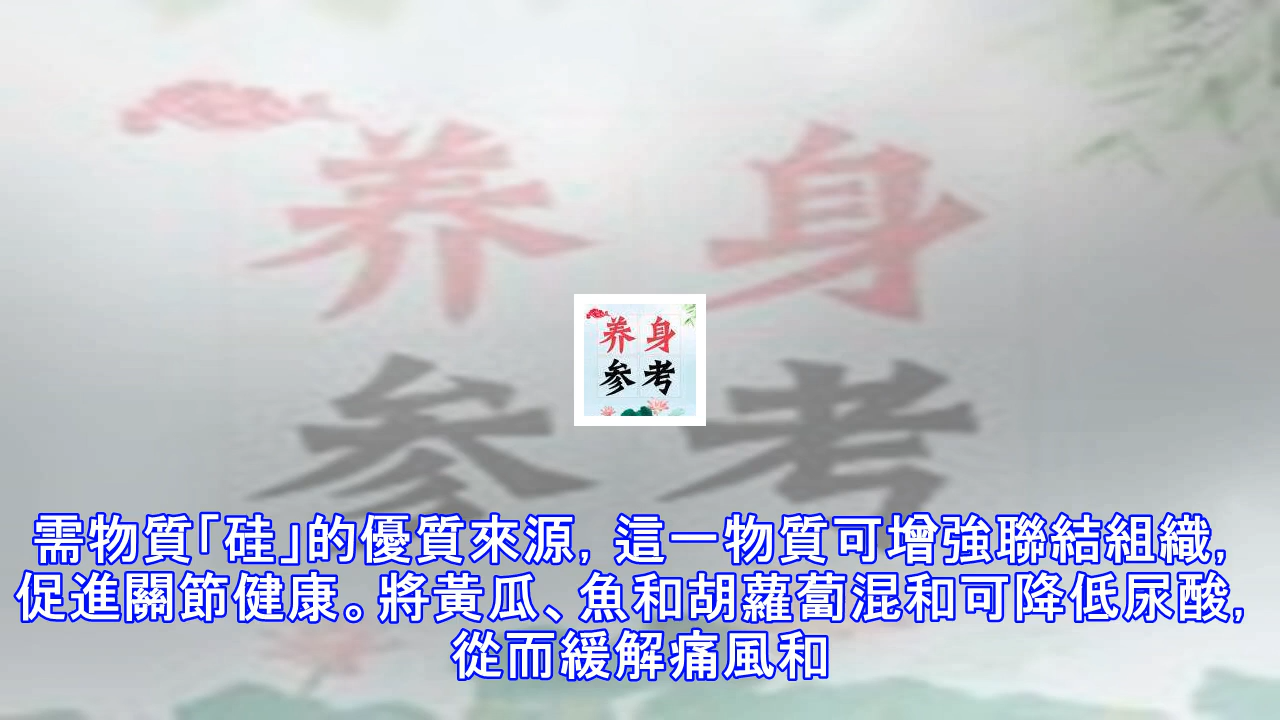 养身
参考
养身
参考
需物質「硅」的優質來源, 這一物質可增強聯結組織,
促進關節健康。將黃瓜、魚和胡蘿蔔混和可降低尿酸,
從而緩解痛風和